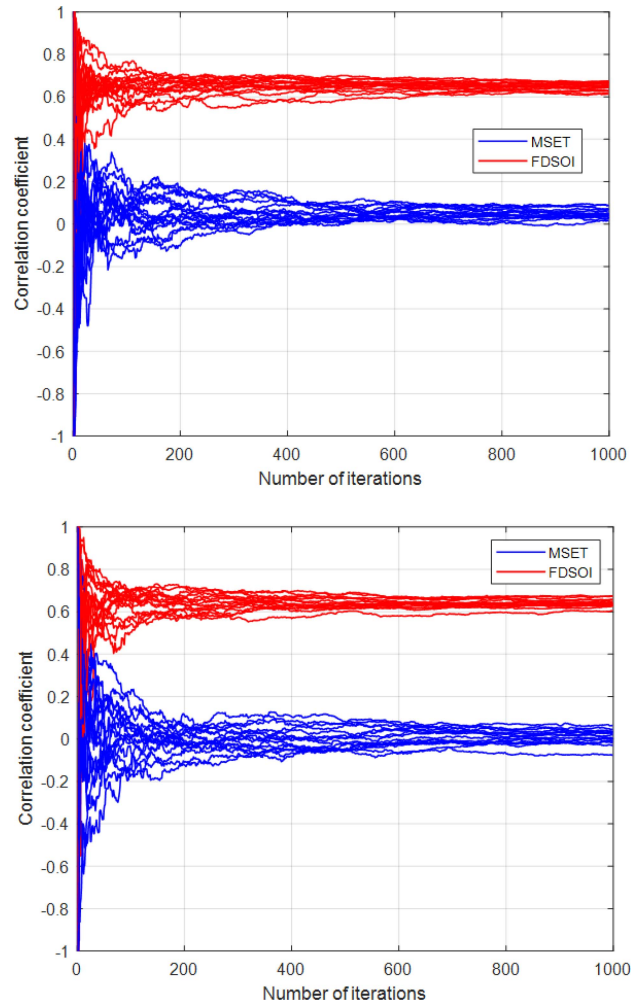 1
0.8
0.6
0.4
0.2
0
-0.2
-0.4
-0.6
-0.8
-1
Correlation coefficient
MSET
FDSOI
0 200 400 600 800 1000
Number of iterations
1
0.8
0.6
0.4
0.2
0
-0.2
-0.4
-0.6
-0.8
-1
Correlation coefficient
MSET
FDSOI
0 200 400 600 800 1000
Number of iterations